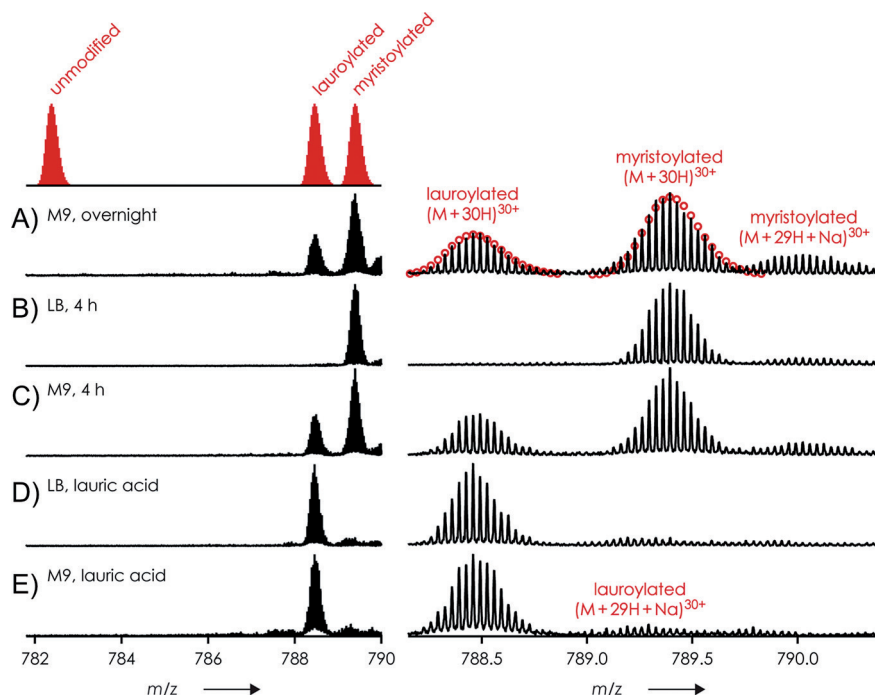 unmodified
lauroylated
myristoylated
A) M9, overnight
lauroylated
(M + 30H)30+
myristoylated
(M + 30H)30+
myristoylated
(M + 29H + Na)30+
B) LB, 4 h
C) M9, 4 h
D) LB, lauric acid
E) M9, lauric acid
lauroylated
(M + 29H + Na)30+
782 784 786 788 790
788.5 789.0 789.5 790.0
m/z
m/z